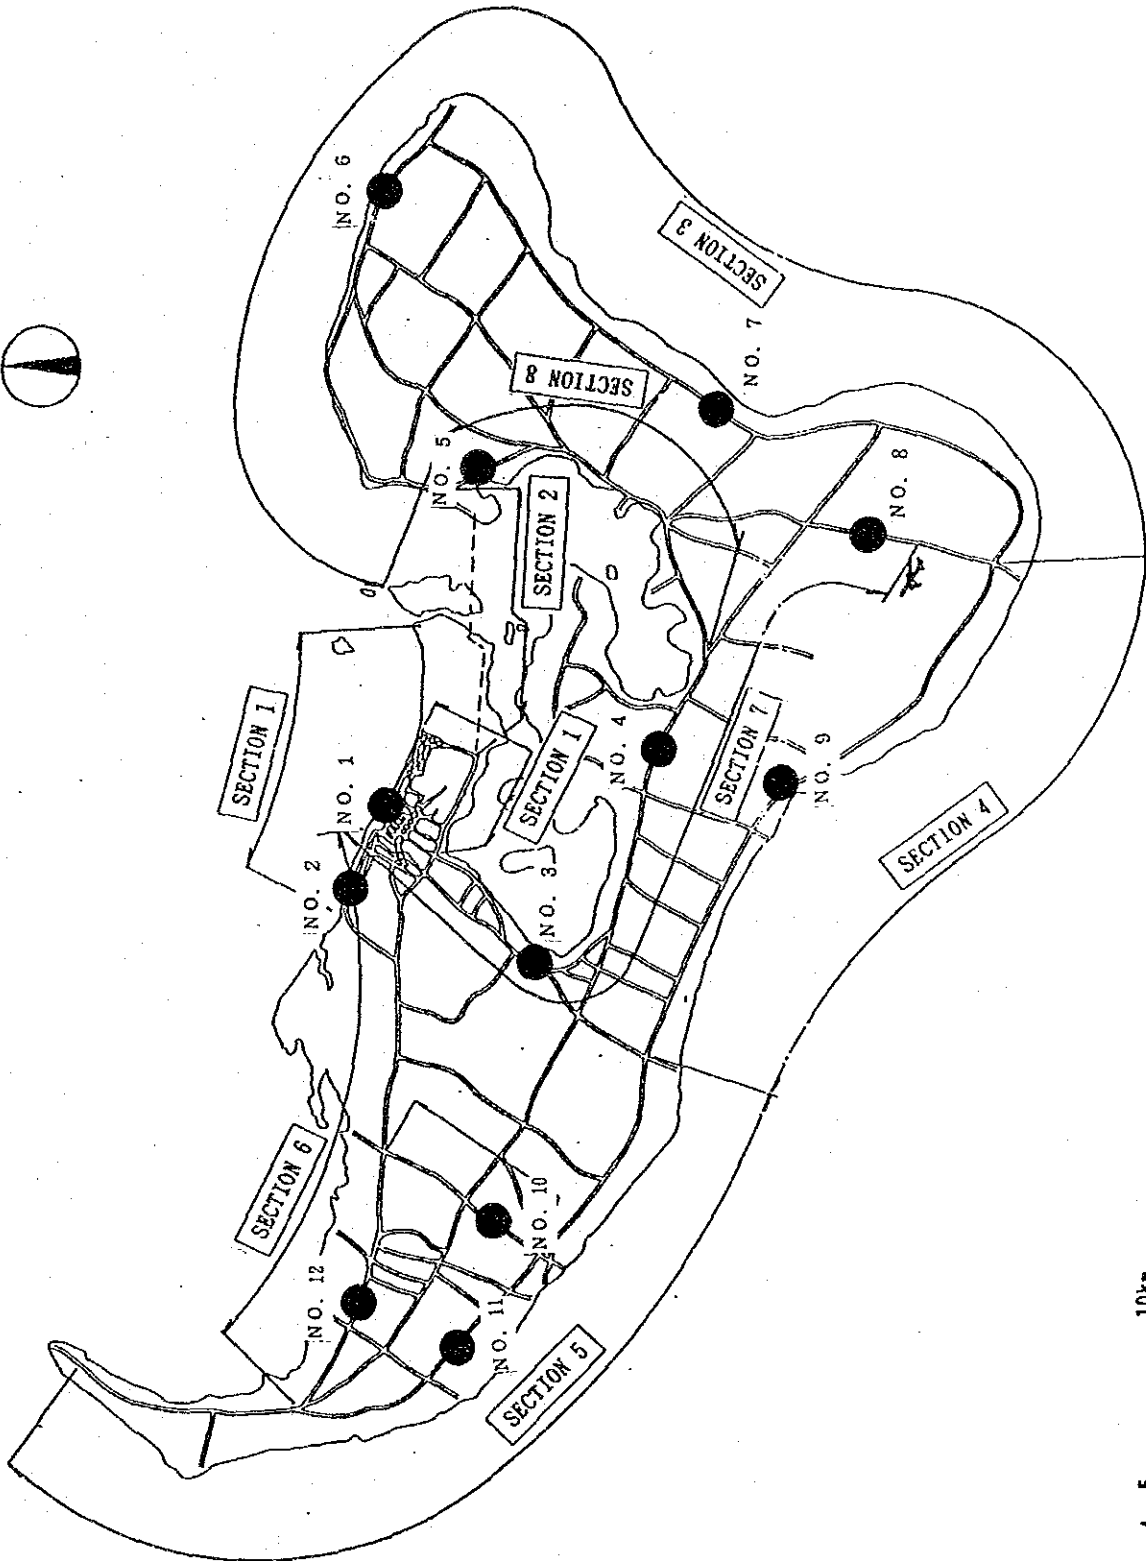 NO. 6
SECTION 3
NO. 7
SECTION 8
NO. 5
SECTION 2
NO. 8
SECTION 1
NO. 1
NO. 2
SECTION 1
NO. 4
NO. 3
SECTION 7
NO. 9
SECTION 4
SECTION 6
NO. 10
NO. 12
NO. 11
SECTION 5
5
10km